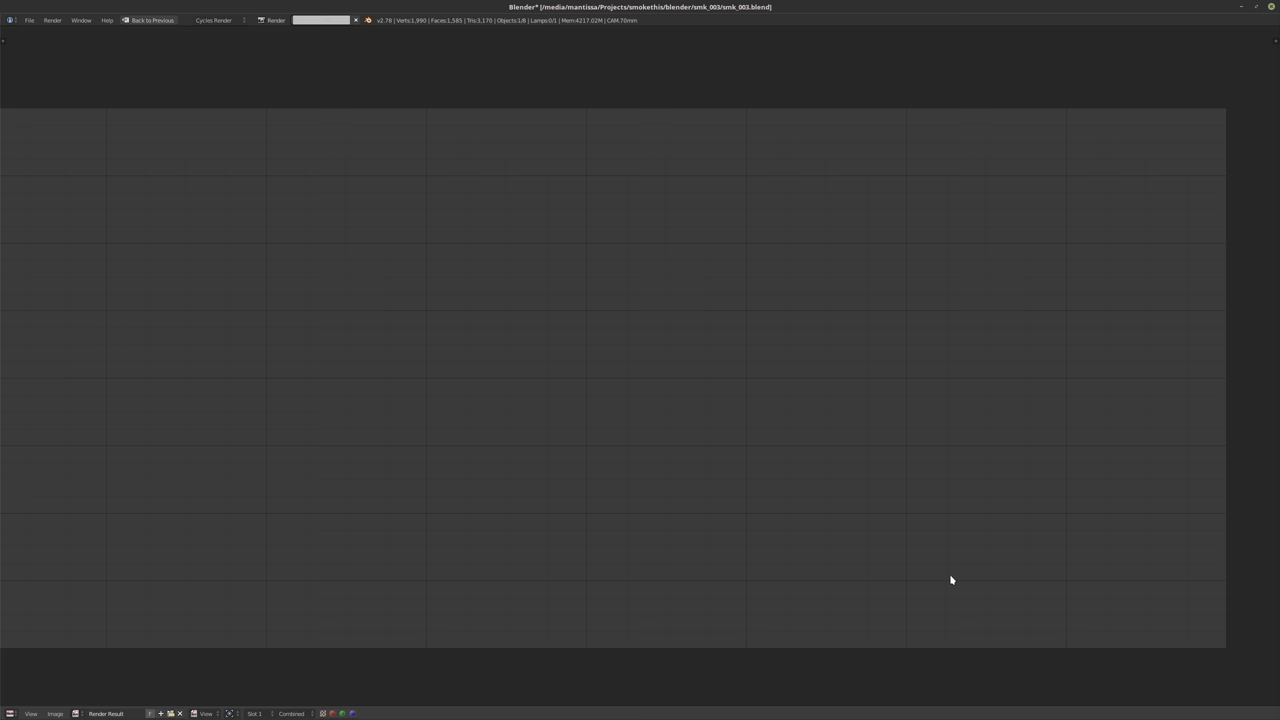 Blender* [/media/mantissa/Projects/smokethis/blender/smk_003/smk_003.blend]
File Render Window Help Back to Previous Cycles Render Render v2.78 | Verts:1,990 | Faces:1,585 | Tris:3,170 | Objects:1/8 | Lamps:0/1 | Mem:4217.02M | CAM.70mm
View Image Render Result F View Slot 1 Combined